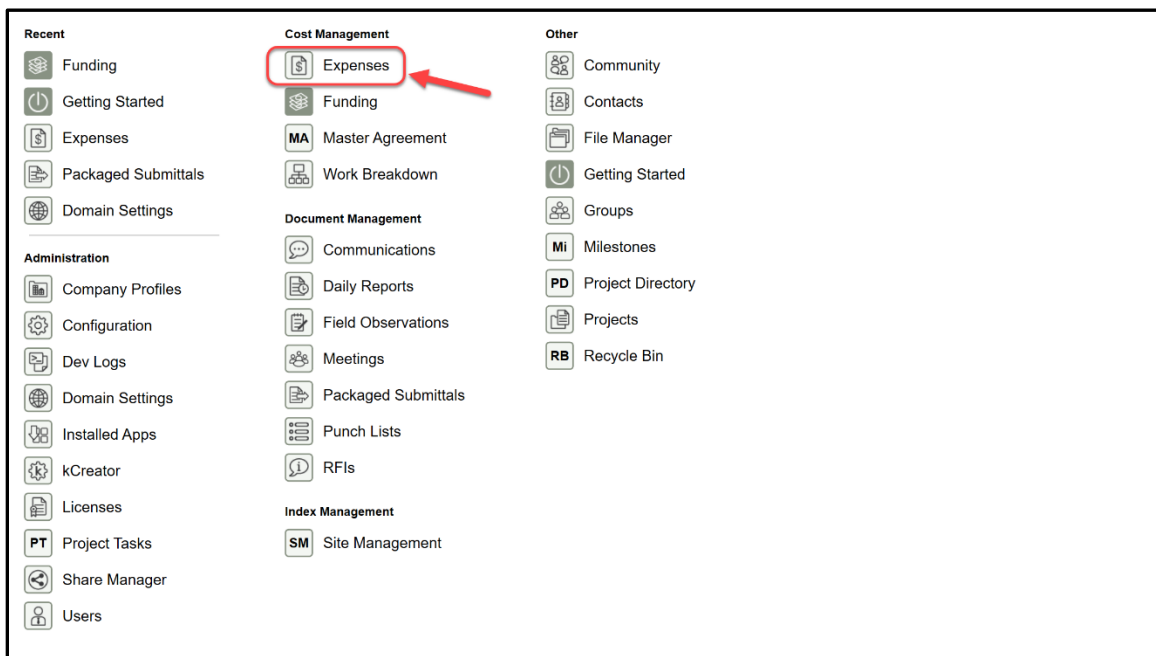 Recent
Funding
Getting Started
Expenses
Packaged Submittals
Domain Settings
Administration
Company Profiles
Configuration
Dev Logs
Domain Settings
Installed Apps
kCreator
Licenses
PT Project Tasks
Share Manager
Users
Cost Management
Expenses
Funding
MA Master Agreement
Work Breakdown
Document Management
Communications
Daily Reports
Field Observations
Meetings
Packaged Submittals
Punch Lists
RFIs
Index Management
SM Site Management
Other
Community
Contacts
File Manager
Getting Started
Groups
Mi Milestones
PD Project Directory
Projects
RB Recycle Bin